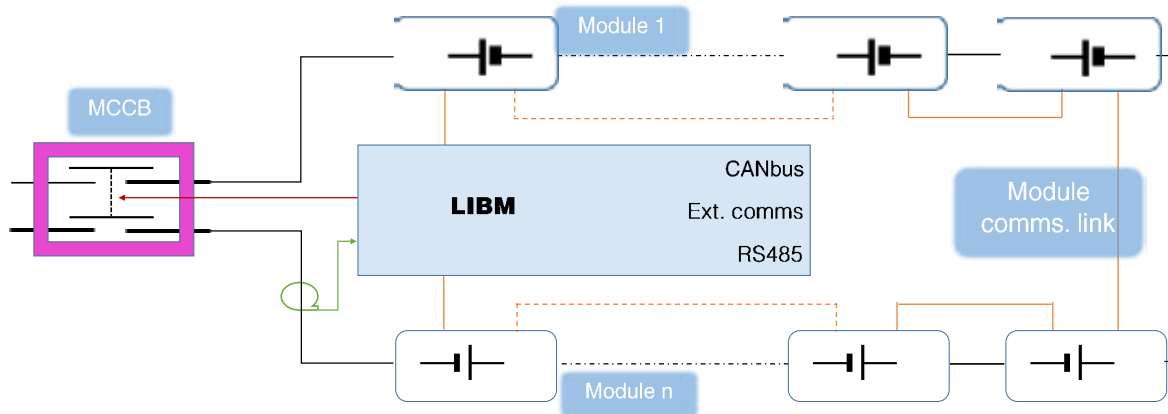 Module 1
MCCB
CANbus
LIBM
Ext. comms
RS485
Module
comms. link
Module n